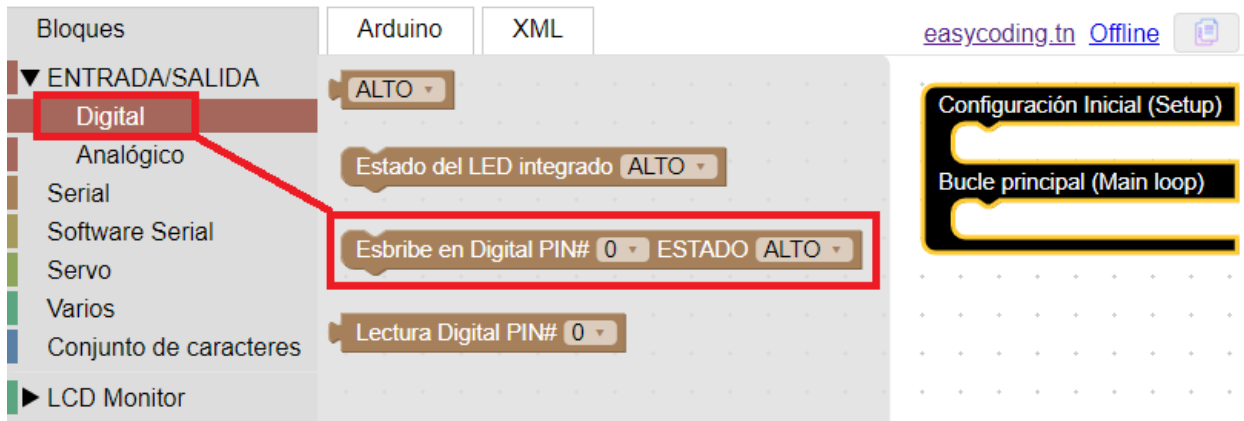 Bloques
Arduino
XML
easycoding.tn Offline
▼ ENTRADA/SALIDA
Digital
Analógico
Serial
Software Serial
Servo
Varios
Conjunto de caracteres
▶ LCD Monitor
ALTO
Estado del LED integrado ALTO
Esbribe en Digital PIN# 0 ESTADO ALTO
Lectura Digital PIN# 0
Configuración Inicial (Setup)
Bucle principal (Main loop)